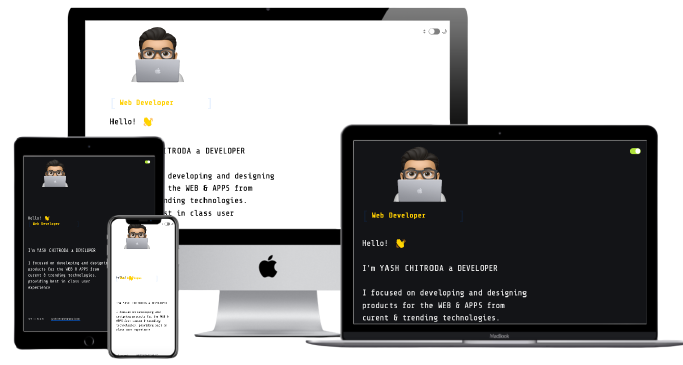 Web Developer
Hello! 👋
TRODA a DEVELOPER
developing and designing
the WEB & APPS from
nding technologies.
st in class user
Hello! 👋
Web Developer
I'm YASH CHITRODA a DEVELOPER
I focused on developing and designing
products for the WEB & APPS from
curent & trending technologies.
providing best in class user
experience
Hello! 👋
I'm YASH CHITRODA a DEVELOPER
I focused on developing and
designing products for the WEB &
APPS from curent & trending
technologies. providing best in
class user experience
Web Developer
Hello! 👋
I'm YASH CHITRODA a DEVELOPER
I focused on developing and designing
products for the WEB & APPS from
curent & trending technologies.
MacBook